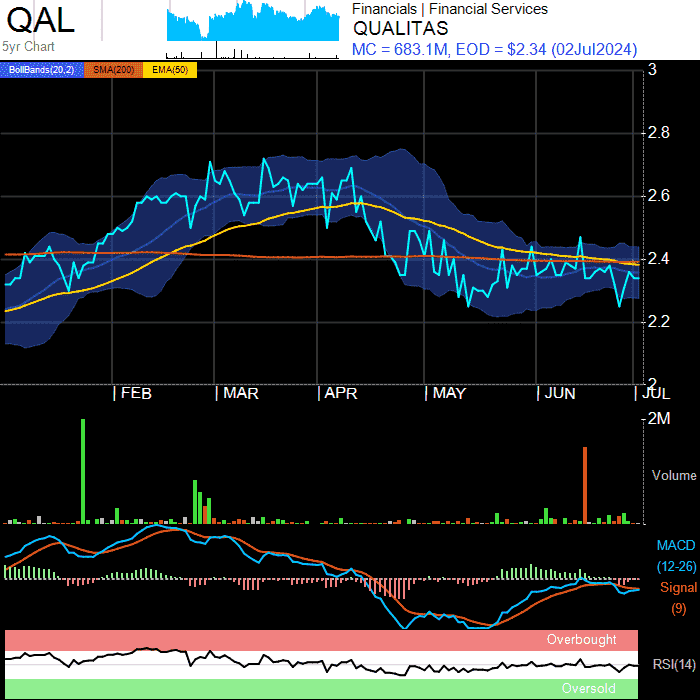 QAL
5yr Chart
Financials | Financial Services
QUALITAS
MC = 683.1M, EOD = $2.34 (02Jul2024)
BollBands(20,2) SMA(200) EMA(50)
3
2.8
2.6
2.4
2.2
2
FEB MAR APR MAY JUN JUL
2M
Volume
MACD
(12-26)
Signal
(9)
Overbought
RSI(14)
Oversold